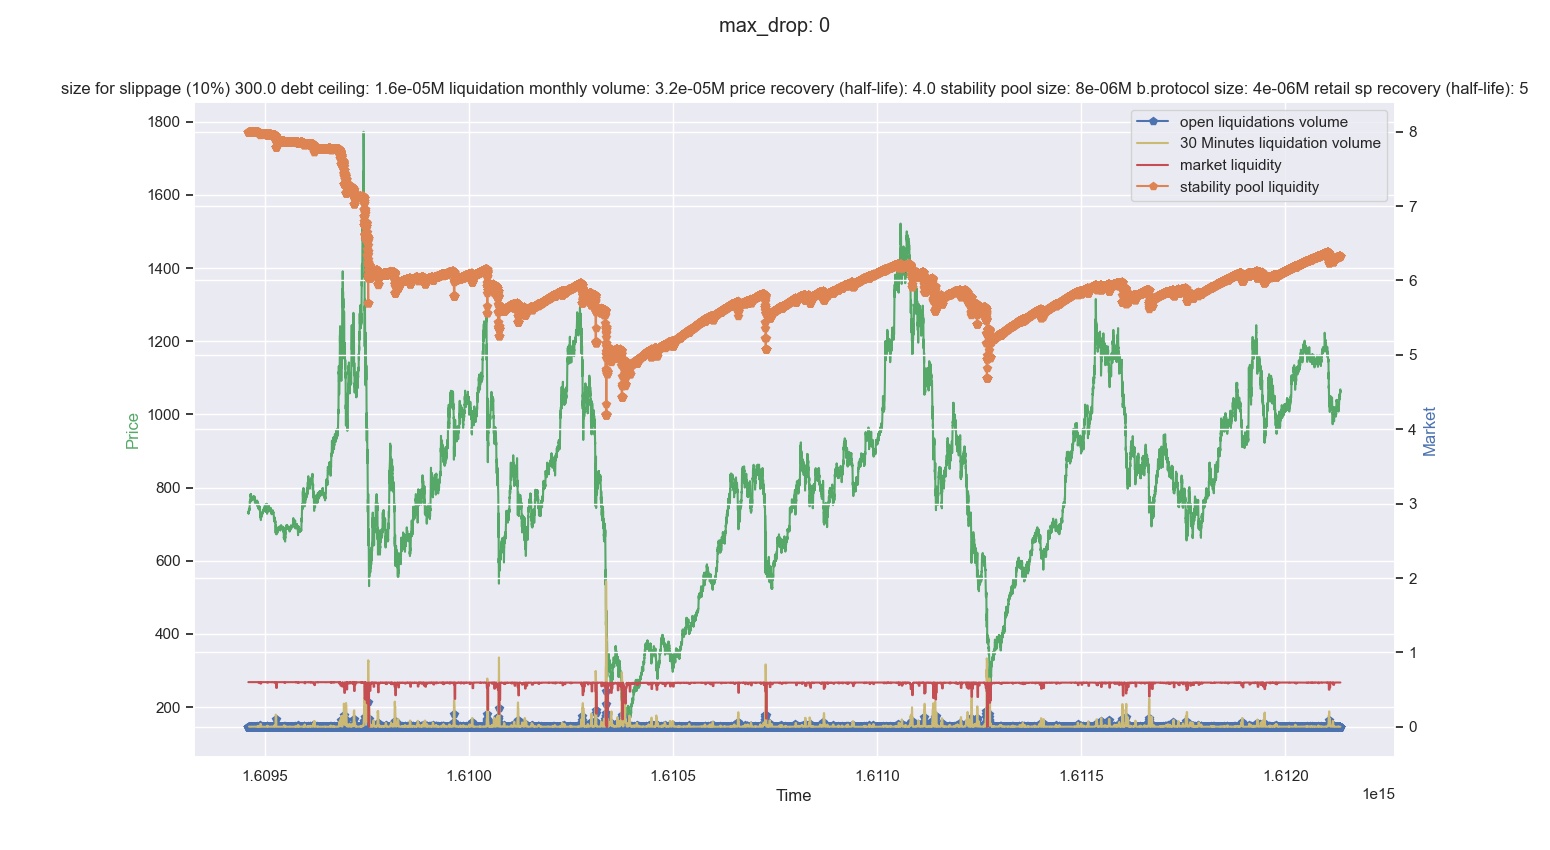 max_drop: 0
size for slippage (10%) 300.0 debt ceiling: 1.6e-05M liquidation monthly volume: 3.2e-05M price recovery (half-life): 4.0 stability pool size: 8e-06M b.protocol size: 4e-06M retail sp recovery (half-life): 5
open liquidations volume
30 Minutes liquidation volume
market liquidity
stability pool liquidity
1800
1600
1400
1200
1000
800
600
400
200
Price
8
7
6
5
4
3
2
1
0
Market
1.6095 1.6100 1.6105 1.6110 1.6115 1.6120
1e15
Time